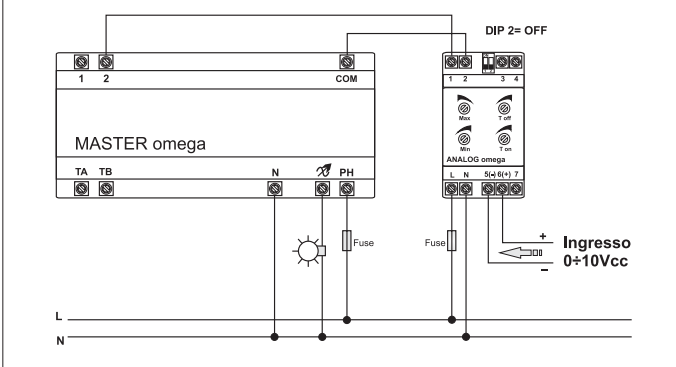 DIP 2= OFF
1 2 COM
1 2 3 4
Max T off
Min T on
MASTER omega
ANALOG omega
TA TB N PH
L N 5(-) 6(+) 7
Fuse
Fuse
+
Ingresso
0÷10Vcc
–
L
N